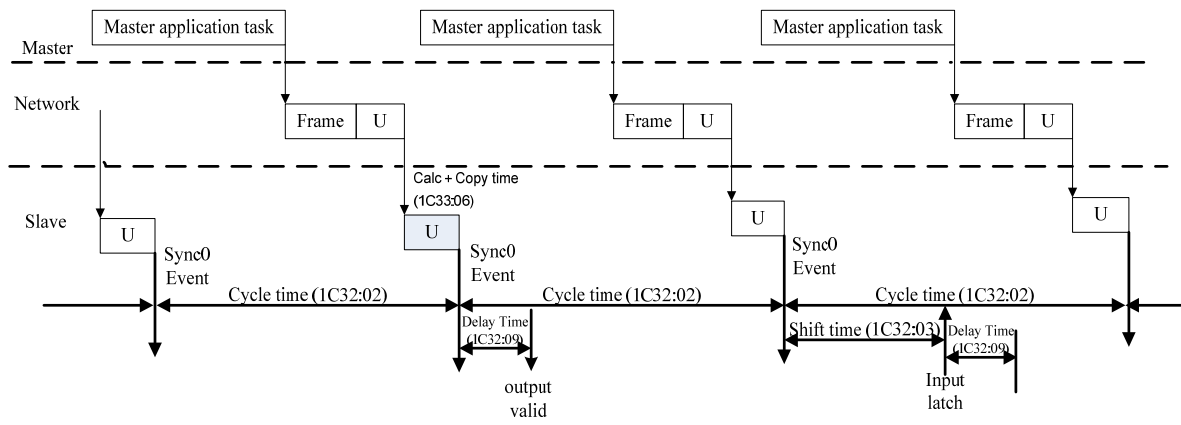 Master application task
Master application task
Master application task
Master
Network
Frame
U
Frame
U
Frame
U
Calc + Copy time
(1C33:06)
Slave
U
U
U
U
Sync0
Event
Sync0
Event
Sync0
Event
Cycle time (1C32:02)
Cycle time (1C32:02)
Cycle time (1C32:02)
Delay Time
(1C32:09)
Shift time (1C32:03)
Delay Time
(1C32:09)
output
valid
Input
latch